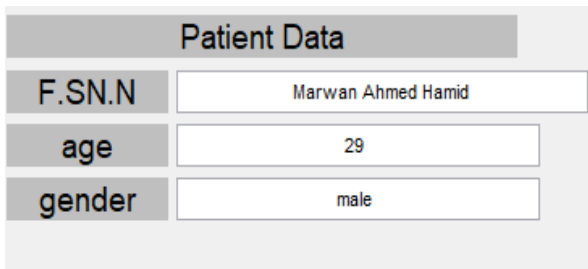 Patient Data
F.SN.N Marwan Ahmed Hamid
age 29
gender male